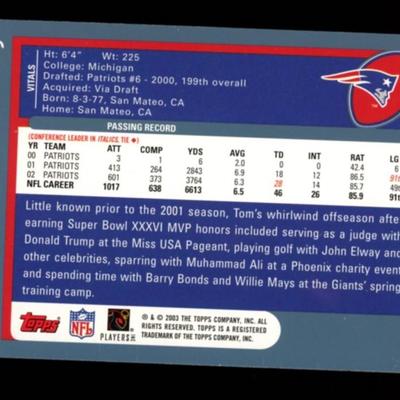 VITALS
Ht: 6'4" Wt: 225
College: Michigan
Drafted: Patriots #6 - 2000, 199th overall
Acquired: Via Draft
Born: 8-3-77, San Mateo, CA
Home: San Mateo, CA
TM
PASSING RECORD
(CONFERENCE LEADER IN ITALICS, TIE ♦)
YR TEAM ATT COMP YDS AVG TD INT RAT LG
00 PATRIOTS 3 1 6 2.0 0 0 42.4 6
01 PATRIOTS 413 264 2843 6.9 18 12 86.5 91t
02 PATRIOTS 601 373 3764 6.3 28 14 85.7
NFL CAREER 1017 638 6613 6.5 46 26 85.9 91t
Little known prior to the 2001 season, Tom's whirlwind offseason after
earning Super Bowl XXXVI MVP honors included serving as a judge with
Donald Trump at the Miss USA Pageant, playing golf with John Elway and
other celebrities, sparring with Muhammad Ali at a Phoenix charity event
and spending time with Barry Bonds and Willie Mays at the Giants' spring
training camp.
Topps
NFL
PLAYERS
® & © 2003 THE TOPPS COMPANY, INC. ALL
RIGHTS RESERVED. TOPPS IS A REGISTERED
TRADEMARK OF THE TOPPS COMPANY, INC.